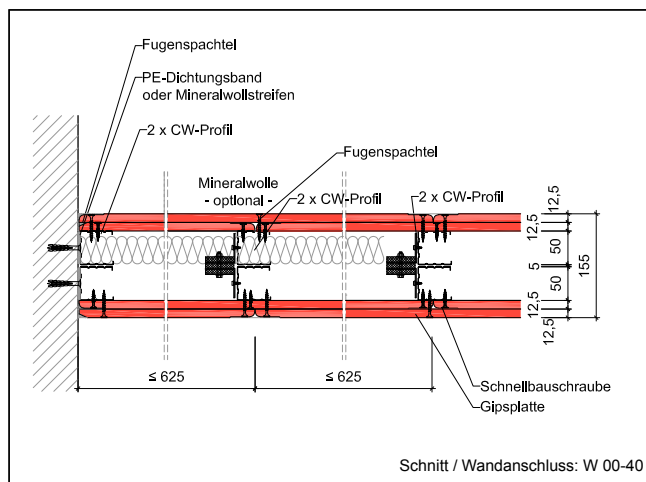 Fugenspachtel
PE-Dichtungsband
oder Mineralwollstreifen
2 x CW-Profil
Fugenspachtel
Mineralwolle
- optional -
2 x CW-Profil
2 x CW-Profil
12,5
12,5
50
5
50
12,5
12,5
155
≤ 625
≤ 625
Schnellbauschraube
Gipsplatte
Schnitt / Wandanschluss: W 00-40